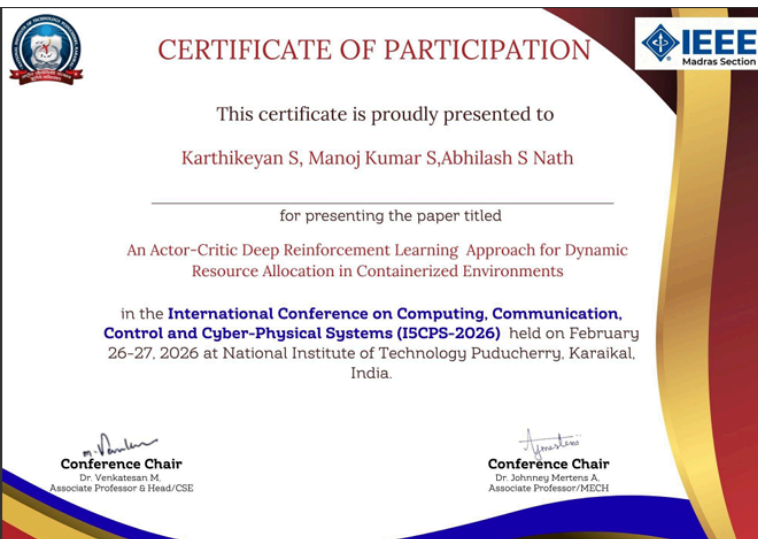 CERTIFICATE OF PARTICIPATION
IEEE
Madras Section
This certificate is proudly presented to
Karthikeyan S, Manoj Kumar S,Abhilash S Nath
for presenting the paper titled
An Actor-Critic Deep Reinforcement Learning Approach for Dynamic
Resource Allocation in Containerized Environments
in the International Conference on Computing, Communication,
Control and Cyber-Physical Systems (I5CPS-2026) held on February
26-27, 2026 at National Institute of Technology Puducherry, Karaikal,
India.
Conference Chair
Dr. Venkatesan M.
Associate Professor & Head/CSE
Conference Chair
Dr. Johnney Mertens A.
Associate Professor/MECH